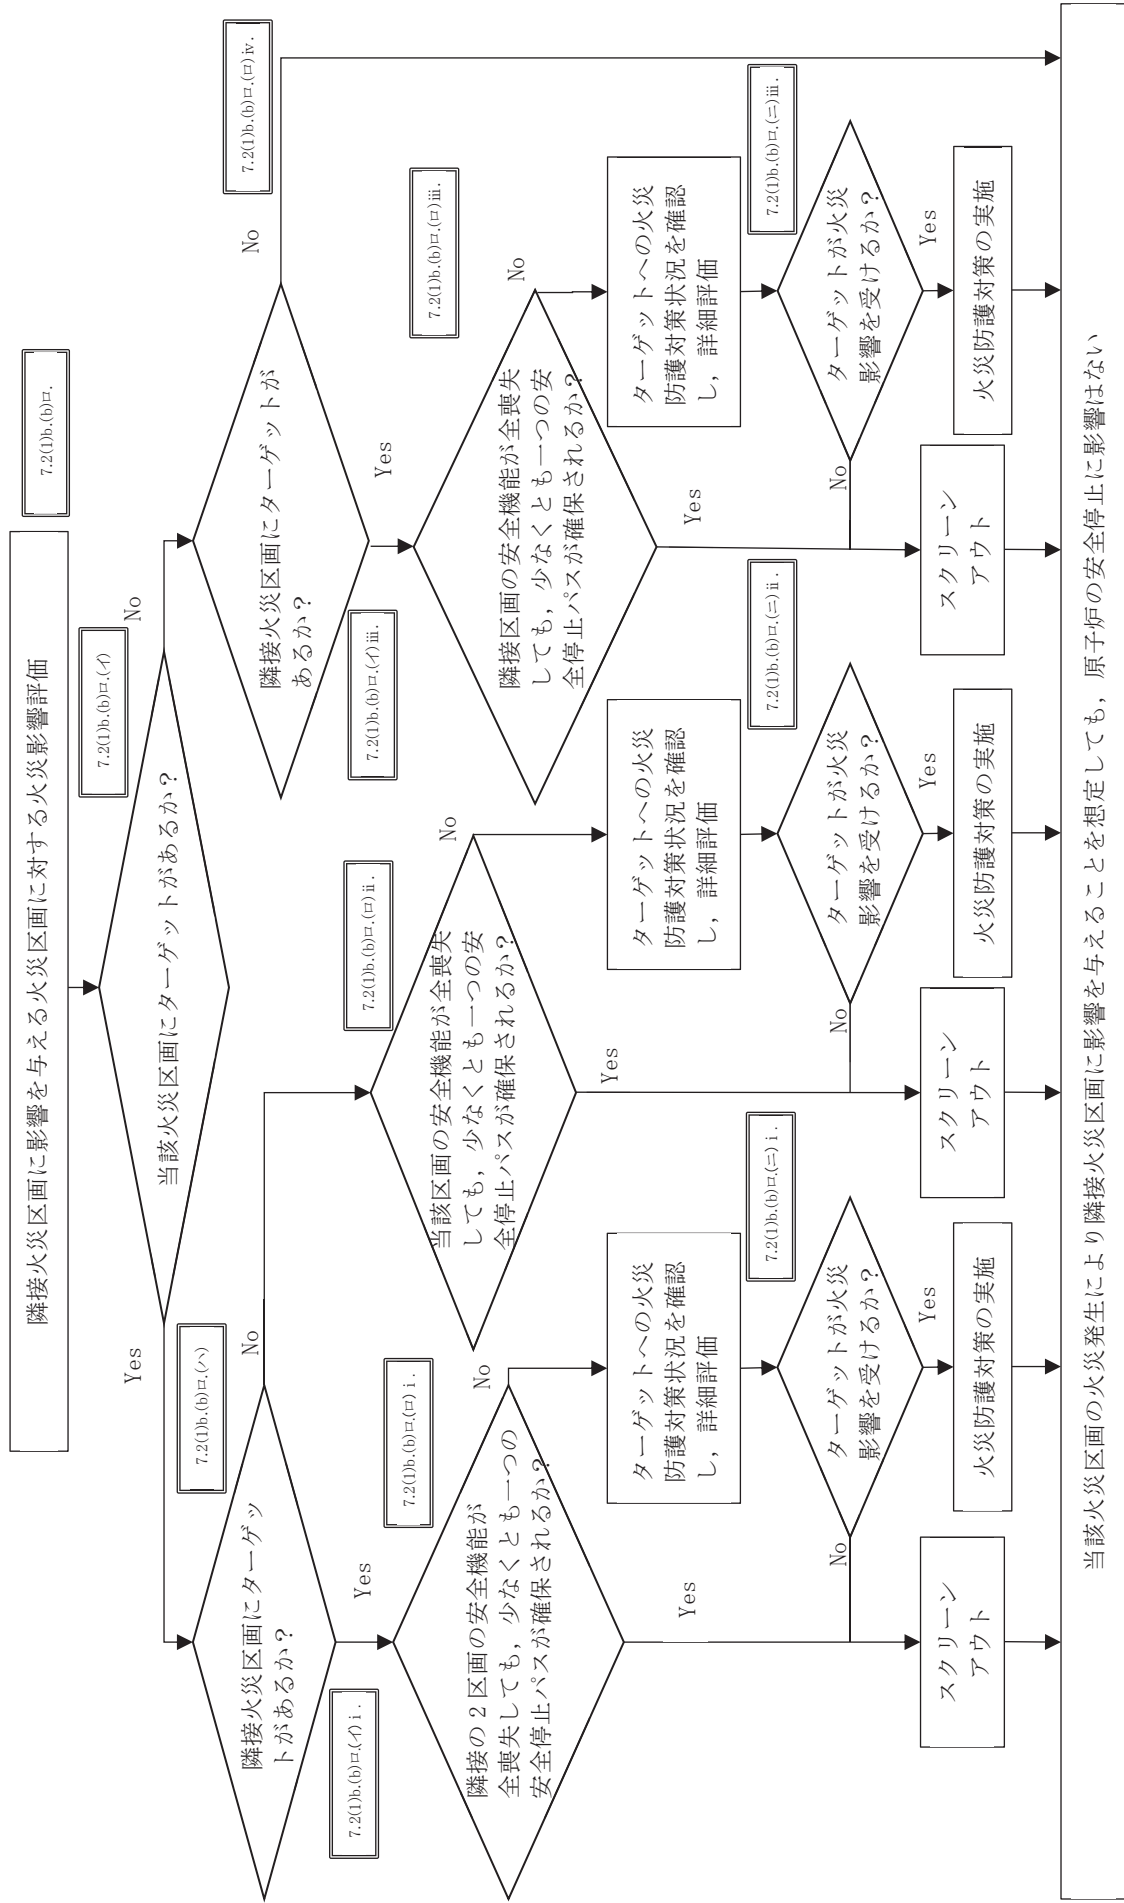 隣接火災区画に影響を与える火災区画に対する火災影響評価
7.2(1)b.(b)ロ.
当該火災区画にターゲットがあるか？
7.2(1)b.(b)ロ.(イ)
Yes
No
7.2(1)b.(b)ロ.(ハ)
隣接火災区画にターゲッ
トがあるか？
No
Yes
7.2(1)b.(b)ロ.(イ)ⅰ.
隣接火災区画にターゲットが
あるか？
No
7.2(1)b.(b)ロ.(ロ)ⅳ.
Yes
7.2(1)b.(b)ロ.(イ)ⅲ.
7.2(1)b.(b)ロ.(ロ)ⅰ.
隣接の２区画の安全機能が
全喪失しても，少なくとも一つの
安全停止パスが確保されるか？
No
Yes
7.2(1)b.(b)ロ.(ロ)ⅱ.
当該区画の安全機能が全喪失
しても，少なくとも一つの安
全停止パスが確保されるか？
No
Yes
7.2(1)b.(b)ロ.(ロ)ⅲ.
隣接区画の安全機能が全喪失
しても，少なくとも一つの安
全停止パスが確保されるか？
No
Yes
ターゲットへの火災
防護対策状況を確認
し，詳細評価
ターゲットへの火災
防護対策状況を確認
し，詳細評価
ターゲットへの火災
防護対策状況を確認
し，詳細評価
7.2(1)b.(b)ロ.(ニ)ⅰ.
ターゲットが火災
影響を受けるか？
No
Yes
7.2(1)b.(b)ロ.(ニ)ⅱ.
ターゲットが火災
影響を受けるか？
No
Yes
7.2(1)b.(b)ロ.(ニ)ⅲ.
ターゲットが火災
影響を受けるか？
No
Yes
スクリーン
アウト
火災防護対策の実施
スクリーン
アウト
火災防護対策の実施
スクリーン
アウト
火災防護対策の実施
当該火災区画の火災発生により隣接火災区画に影響を与えることを想定しても，原子炉の安全停止に影響はない